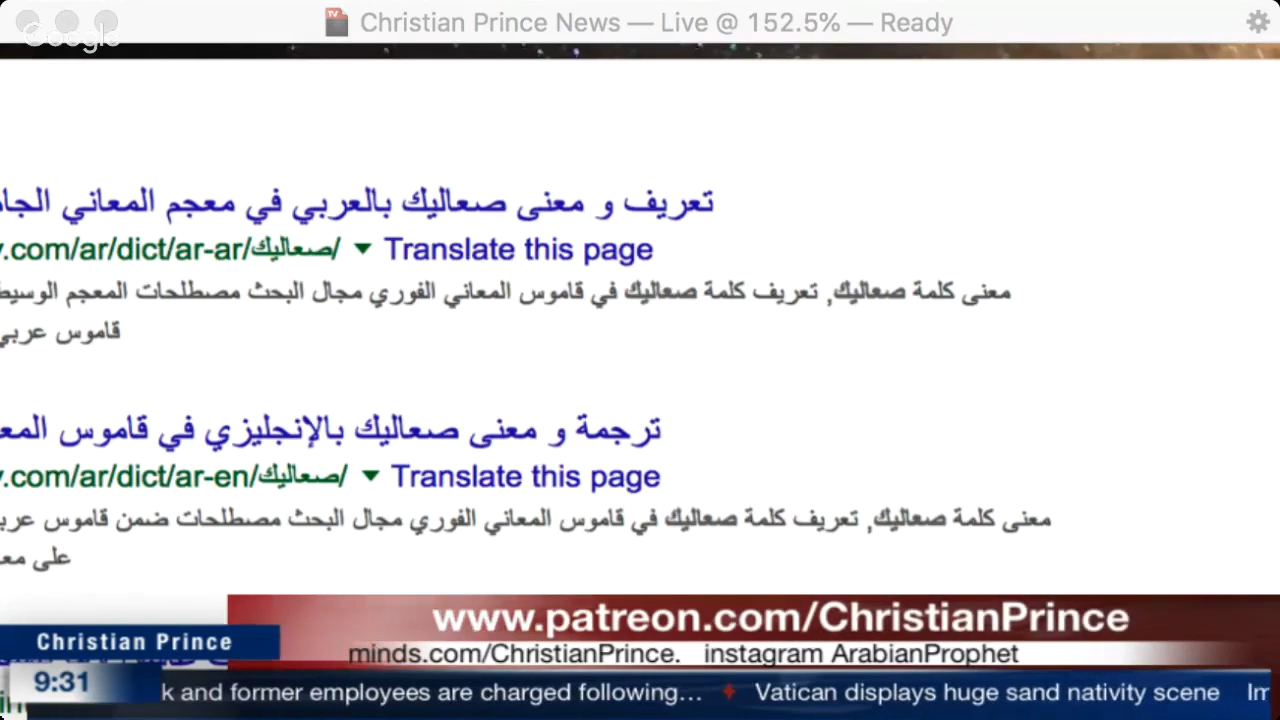 Christian Prince News — Live @ 152.5% — Ready
Google
تعريف و معنى صعاليك بالعربي في معجم المعاني
.com/ar/dict/ar-ar/صعاليك/ ▼ Translate this page
معنى كلمة صعاليك, تعريف كلمة صعاليك في قاموس المعاني الفوري مجال البحث مصطلحات المعجم الوسيط
قاموس عربي
ترجمة و معنى صعاليك بالإنجليزي في قاموس
.com/ar/dict/ar-en/صعاليك/ ▼ Translate this page
معنى كلمة صعاليك, تعريف كلمة صعاليك في قاموس المعاني الفوري مجال البحث مصطلحات ضمن قاموس
على
www.patreon.com/ChristianPrince
Christian Prince
minds.com/ChristianPrince. instagram ArabianProphet
9:31
k and former employees are charged following... ♦ Vatican displays huge sand nativity scene Im